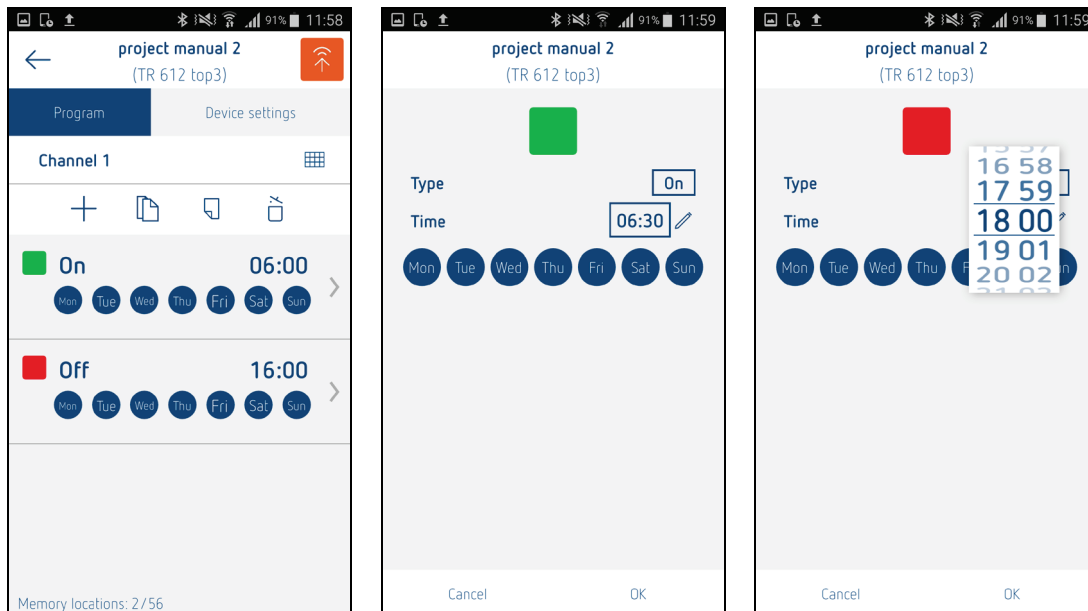 91% 11:58
project manual 2
(TR 612 top3)
Program Device settings
Channel 1
On 06:00
Mon Tue Wed Thu Fri Sat Sun
Off 16:00
Mon Tue Wed Thu Fri Sat Sun
Memory locations: 2/56
91% 11:59
project manual 2
(TR 612 top3)
Type On
Time 06:30
Mon Tue Wed Thu Fri Sat Sun
Cancel OK
91% 11:59
project manual 2
(TR 612 top3)
16 58
Type
17 59
Time
18 00
19 01
Mon Tue Wed Thu
20 02
Cancel OK